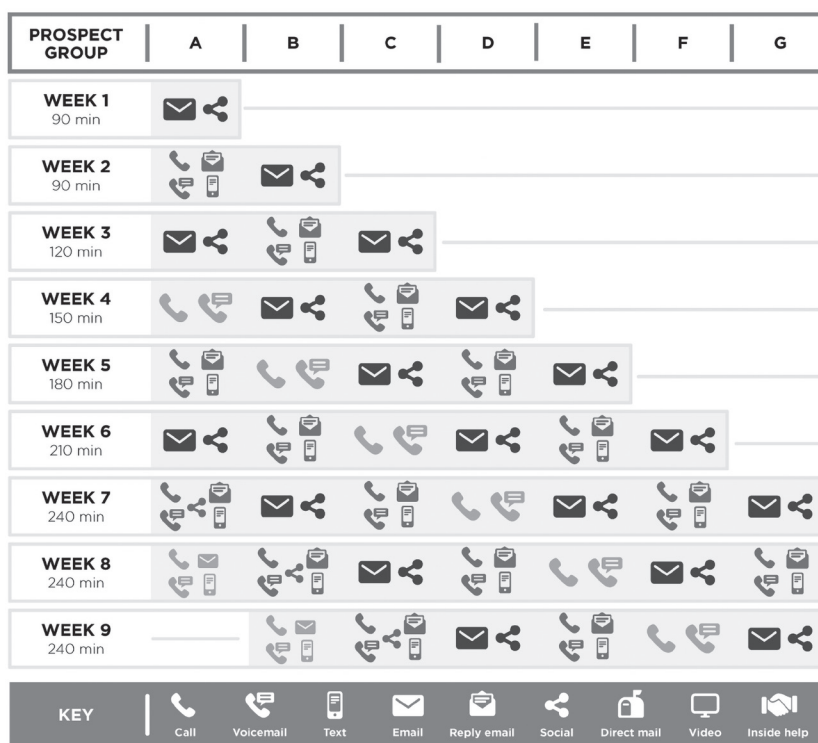 PROSPECT GROUP A B C D E F G
WEEK 1
90 min
WEEK 2
90 min
WEEK 3
120 min
WEEK 4
150 min
WEEK 5
180 min
WEEK 6
210 min
WEEK 7
240 min
WEEK 8
240 min
WEEK 9
240 min
KEY
Call Voicemail Text Email Reply email Social Direct mail Video Inside help